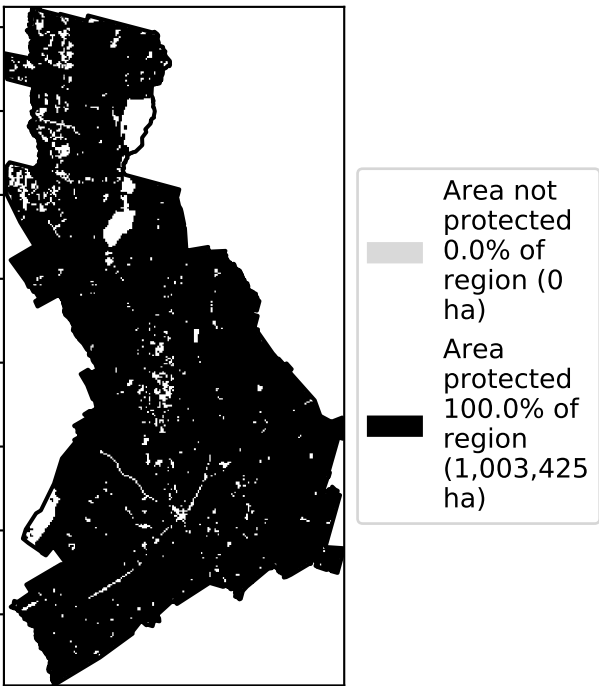 Area not
protected
0.0% of
region (0
ha)
Area
protected
100.0% of
region
(1,003,425
ha)